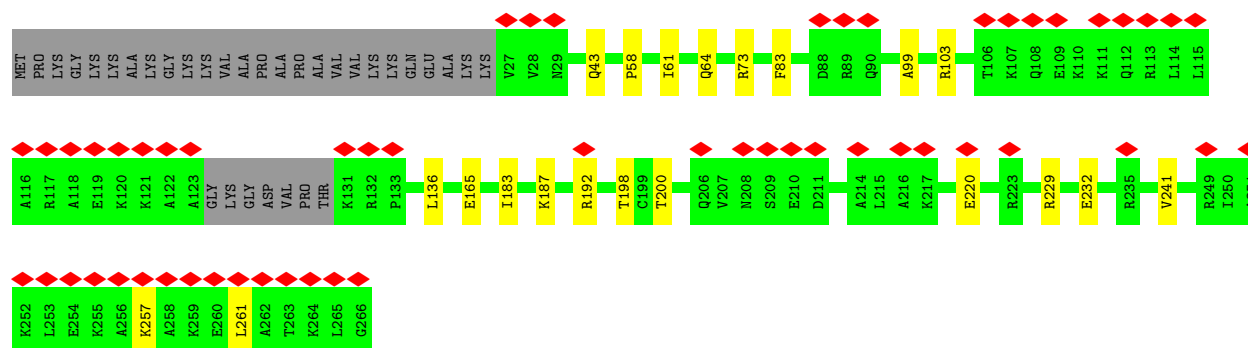 MET PRO LYS GLY LYS LYS ALA LYS GLY LYS LYS VAL ALA PRO ALA PRO ALA VAL VAL LYS LYS GLN GLU ALA LYS LYS V27 V28 N29 Q43 P58 I61 Q64 R73 F83 D88 R89 Q90 A99 R103 T106 K107 Q108 E109 K110 K111 Q112 R113 L114 L115
A116 R117 A118 E119 K120 K121 A122 A123 GLY LYS GLY ASP VAL PRO THR K131 R132 P133 L136 E165 I183 K187 R192 T198 C199 T200 Q206 V207 N208 S209 E210 D211 A214 L215 A216 K217 E220 R223 R229 E232 R235 V241 R249 I250
K252 L253 E254 K255 A256 K257 A258 K259 E260 L261 A262 T263 K264 L265 G266